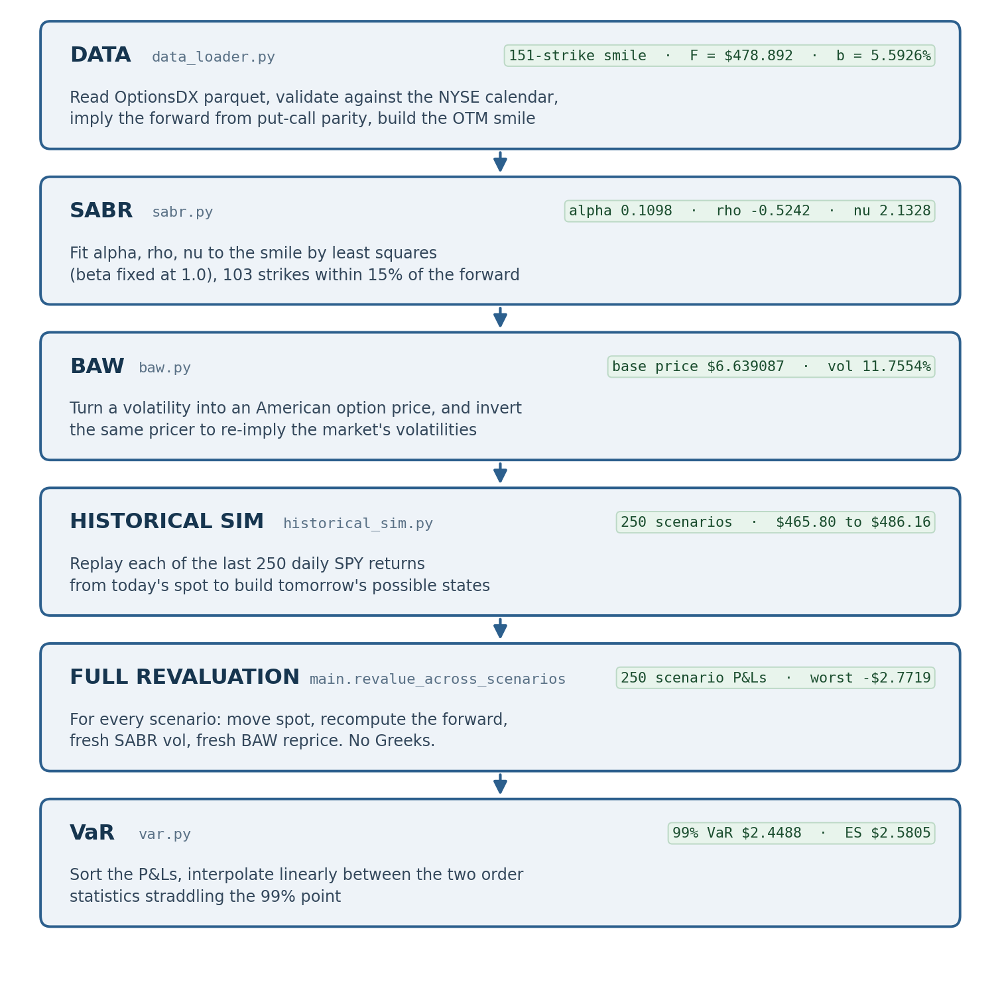 DATA data_loader.py 151-strike smile · F = $478.892 · b = 5.5926%
Read OptionsDX parquet, validate against the NYSE calendar,
imply the forward from put-call parity, build the OTM smile
SABR sabr.py alpha 0.1098 · rho -0.5242 · nu 2.1328
Fit alpha, rho, nu to the smile by least squares
(beta fixed at 1.0), 103 strikes within 15% of the forward
BAW baw.py base price $6.639087 · vol 11.7554%
Turn a volatility into an American option price, and invert
the same pricer to re-imply the market's volatilities
HISTORICAL SIM historical_sim.py 250 scenarios · $465.80 to $486.16
Replay each of the last 250 daily SPY returns
from today's spot to build tomorrow's possible states
FULL REVALUATION main.revalue_across_scenarios 250 scenario P&Ls · worst -$2.7719
For every scenario: move spot, recompute the forward,
fresh SABR vol, fresh BAW reprice. No Greeks.
VaR var.py 99% VaR $2.4488 · ES $2.5805
Sort the P&Ls, interpolate linearly between the two order
statistics straddling the 99% point